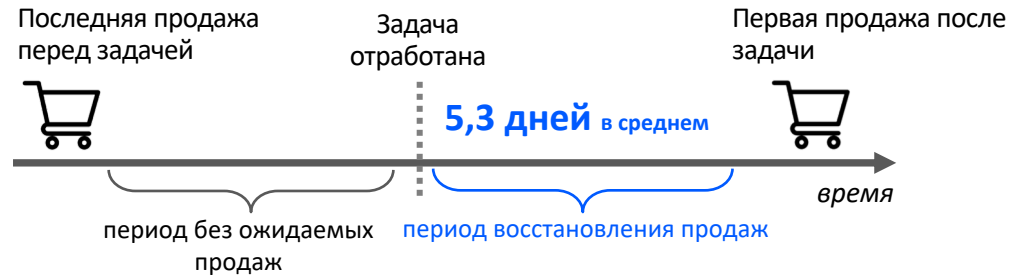 Последняя продажа
перед задачей
Задача
отработана
Первая продажа после
задачи
5,3 дней в среднем
время
период без ожидаемых
продаж
период восстановления продаж